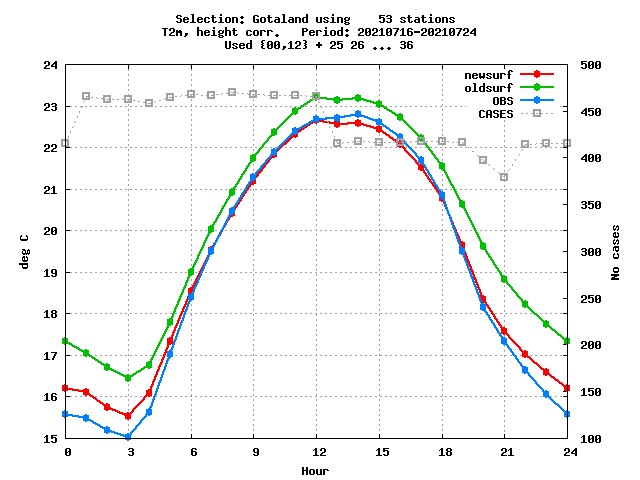 Selection: Gotaland using    53 stations
T2m, height corr.   Period: 20210716-20210724
Used {00,12} + 25 26 ... 36
newsurf
oldsurf
OBS
CASES
24
23
22
21
20
19
18
17
16
15
deg C
500
450
400
350
300
250
200
150
100
No cases
0 3 6 9 12 15 18 21 24
Hour